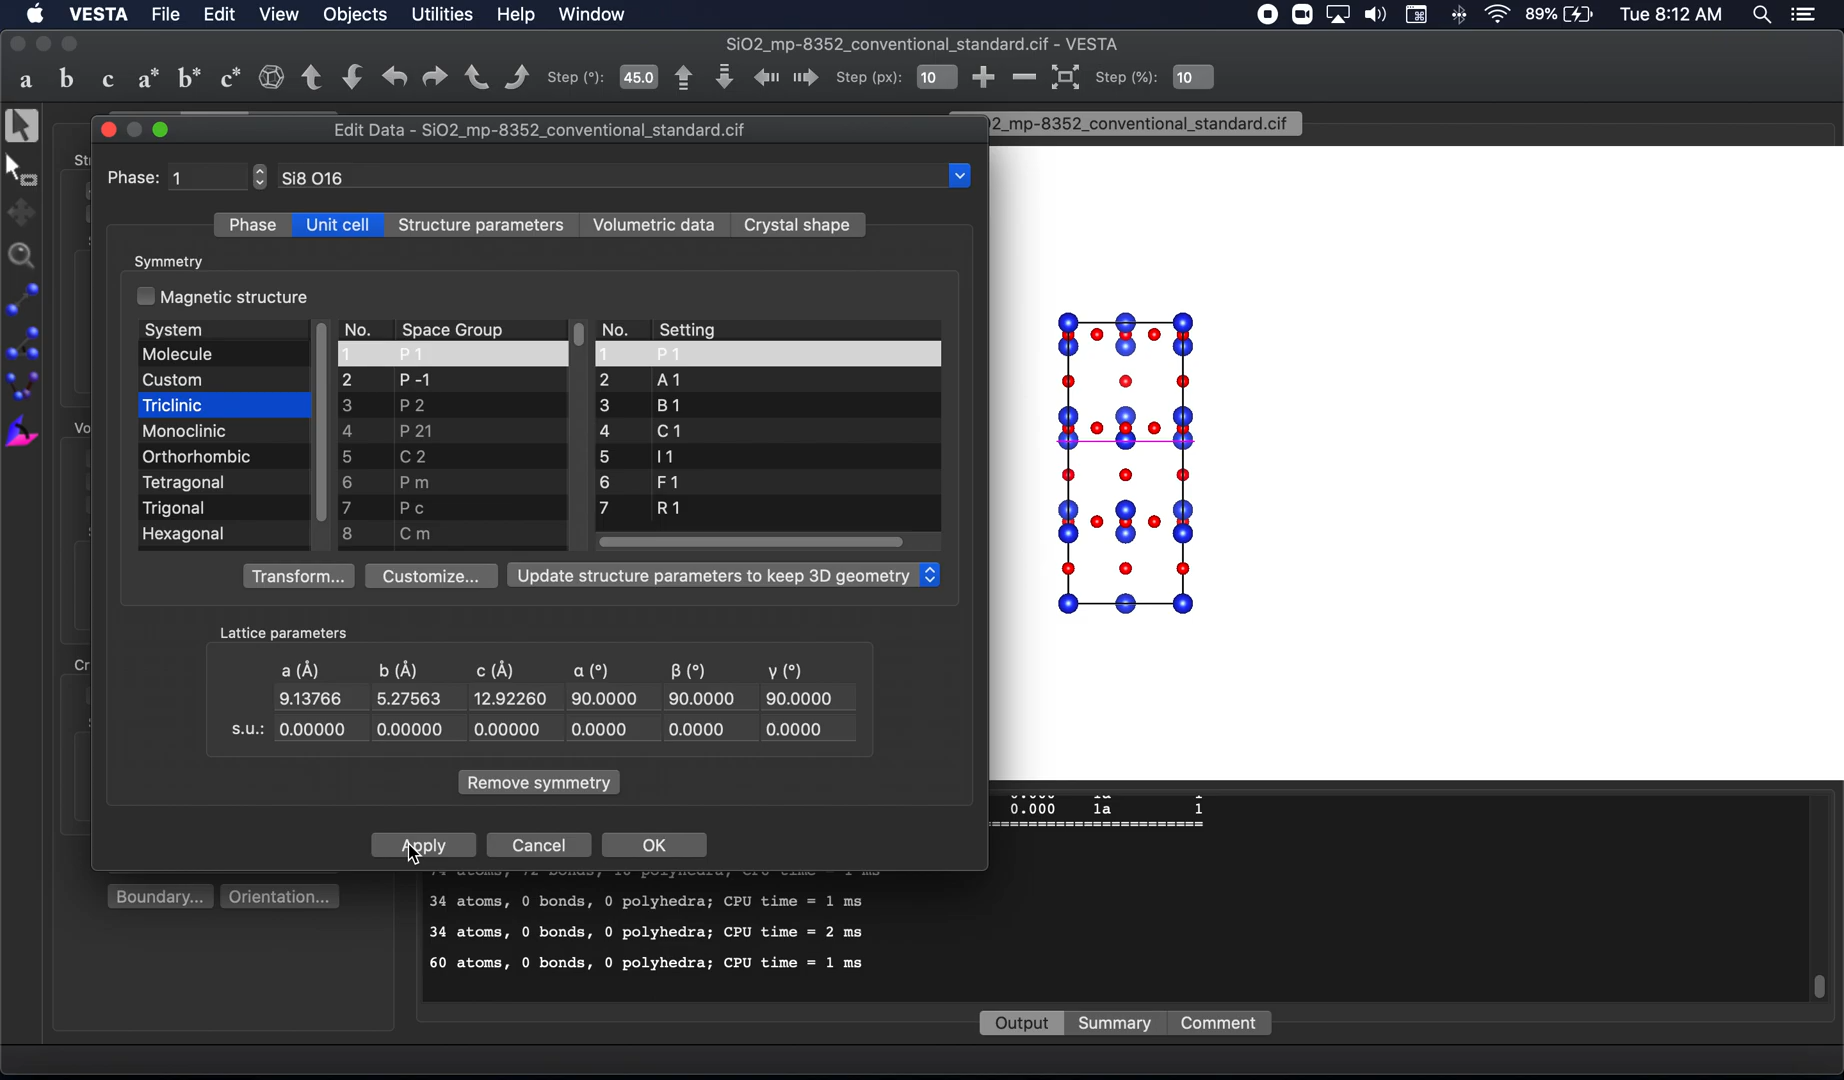 VESTA File Edit View Objects Utilities Help Window 89% Tue 8:12 AM
SiO2_mp-8352_conventional_standard.cif - VESTA
a b c a* b* c* Step (°): 45.0 Step (px): 10 Step (%): 10
Edit Data - SiO2_mp-8352_conventional_standard.cif
2_mp-8352_conventional_standard.cif
St
Phase: 1 Si8 O16
Phase Unit cell Structure parameters Volumetric data Crystal shape
Symmetry
Magnetic structure
System No. Space Group No. Setting
Molecule 1 P 1 1 P 1
Custom 2 P -1 2 A 1
Triclinic 3 P 2 3 B 1
Monoclinic 4 P 21 4 C 1
Vo
Orthorhombic 5 C 2 5 I 1
Tetragonal 6 P m 6 F 1
Trigonal 7 P c 7 R 1
Hexagonal 8 C m
Transform... Customize... Update structure parameters to keep 3D geometry
Lattice parameters
Cr
a (Å) b (Å) c (Å) α (°) β (°) γ (°)
9.13766 5.27563 12.92260 90.0000 90.0000 90.0000
s.u.: 0.00000 0.00000 0.00000 0.0000 0.0000 0.0000
Remove symmetry
0.000 1a 1
=========================
Apply Cancel OK
Boundary... Orientation...
34 atoms, 0 bonds, 0 polyhedra; CPU time = 1 ms
34 atoms, 0 bonds, 0 polyhedra; CPU time = 2 ms
60 atoms, 0 bonds, 0 polyhedra; CPU time = 1 ms
Output Summary Comment